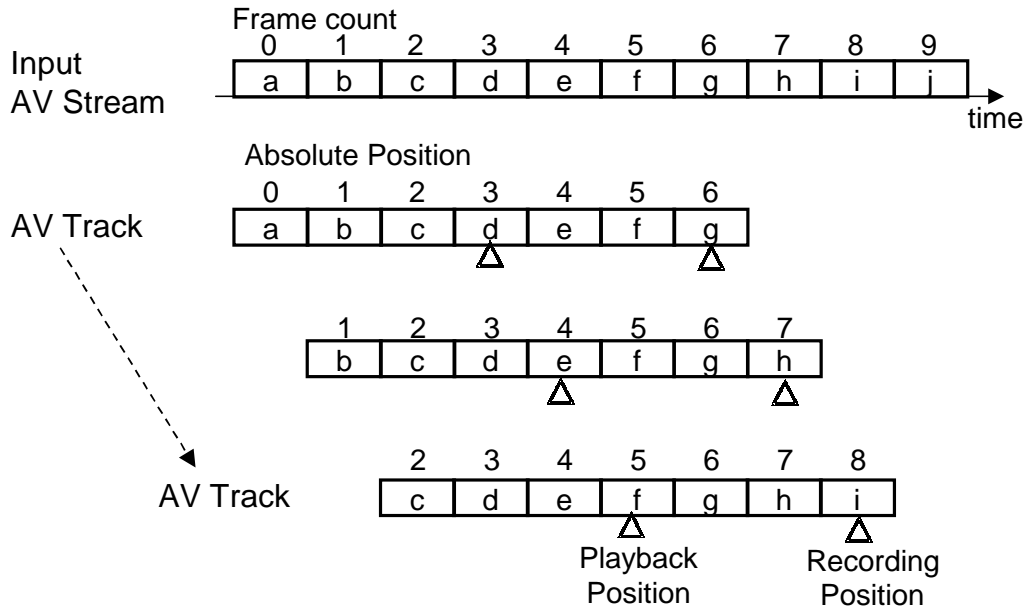 Frame count
0 1 2 3 4 5 6 7 8 9
Input
AV Stream
a b c d e f g h i j
time
Absolute Position
0 1 2 3 4 5 6
AV Track
a b c d e f g
1 2 3 4 5 6 7
b c d e f g h
2 3 4 5 6 7 8
AV Track
c d e f g h i
Playback
Position
Recording
Position